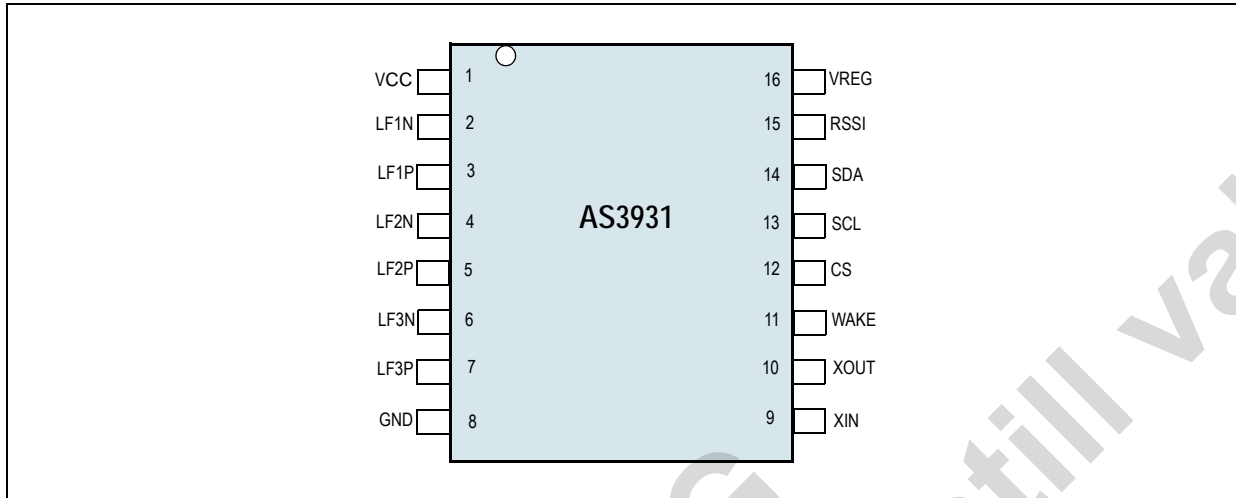 VCC 1 16 VREG
LF1N 2 15 RSSI
LF1P 3 14 SDA
LF2N 4 AS3931 13 SCL
LF2P 5 12 CS
LF3N 6 11 WAKE
LF3P 7 10 XOUT
GND 8 9 XIN
still